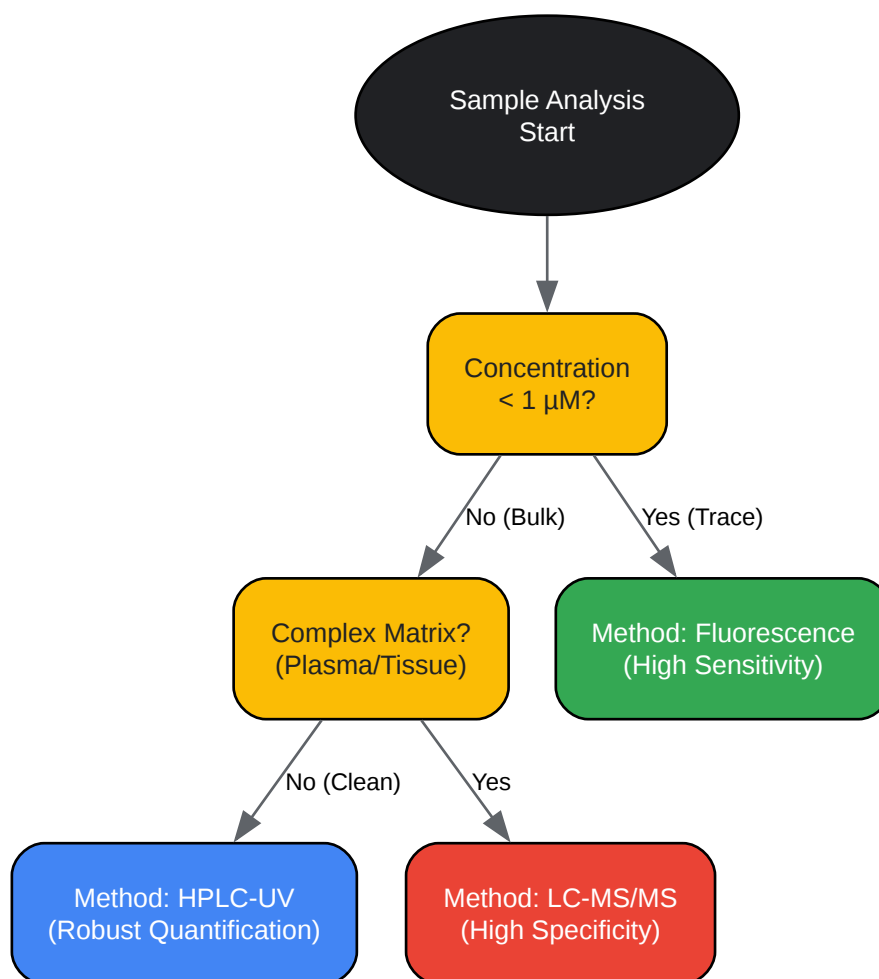 Sample Analysis
Start
Concentration
< 1 µM?
No (Bulk)
Yes (Trace)
Complex Matrix?
(Plasma/Tissue)
Method: Fluorescence
(High Sensitivity)
No (Clean)
Yes
Method: HPLC-UV
(Robust Quantification)
Method: LC-MS/MS
(High Specificity)